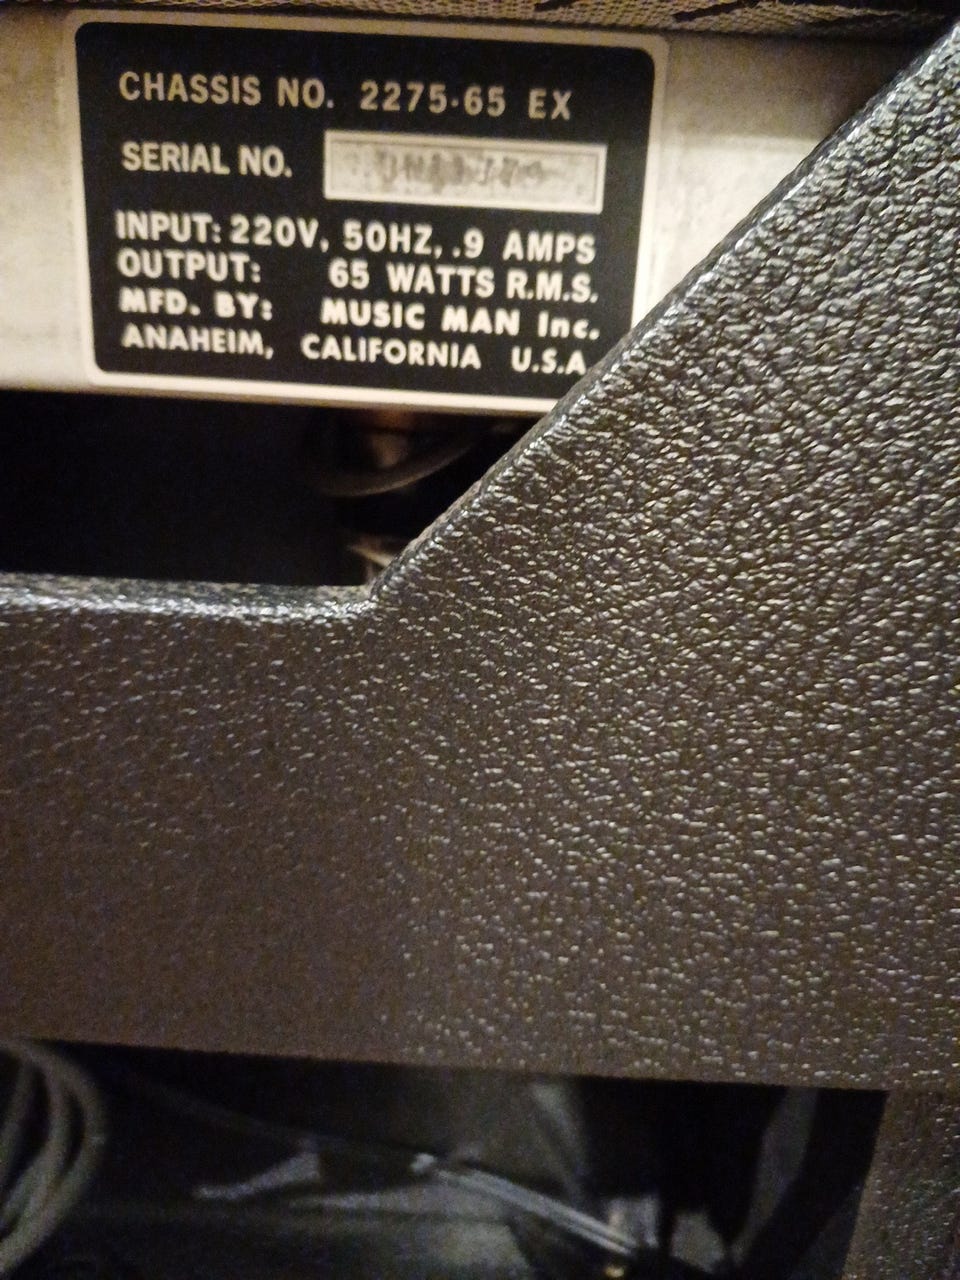 CHASSIS NO. 2275-65 EX
SERIAL NO.
INPUT: 220V, 50HZ, .9 AMPS
OUTPUT: 65 WATTS R.M.S.
MFD. BY: MUSIC MAN Inc.
ANAHEIM, CALIFORNIA U.S.A